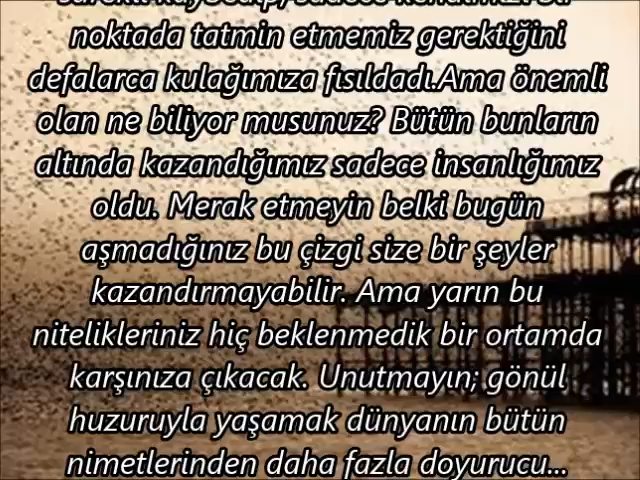 noktada tatmin etmemiz gerektiğini
defalarca kulağımıza fısıldadı.Ama önemli
olan ne biliyor musunuz? Bütün bunların
altında kazandığımız sadece insanlığımız
oldu. Merak etmeyin belki bugün
aşmadığınız bu çizgi size bir şeyler
kazandırmayabilir. Ama yarın bu
nitelikleriniz hiç beklenmedik bir ortamda
karşınıza çıkacak. Unutmayın; gönül
huzuruyla yaşamak dünyanın bütün
nimetlerinden daha fazla doyurucu...